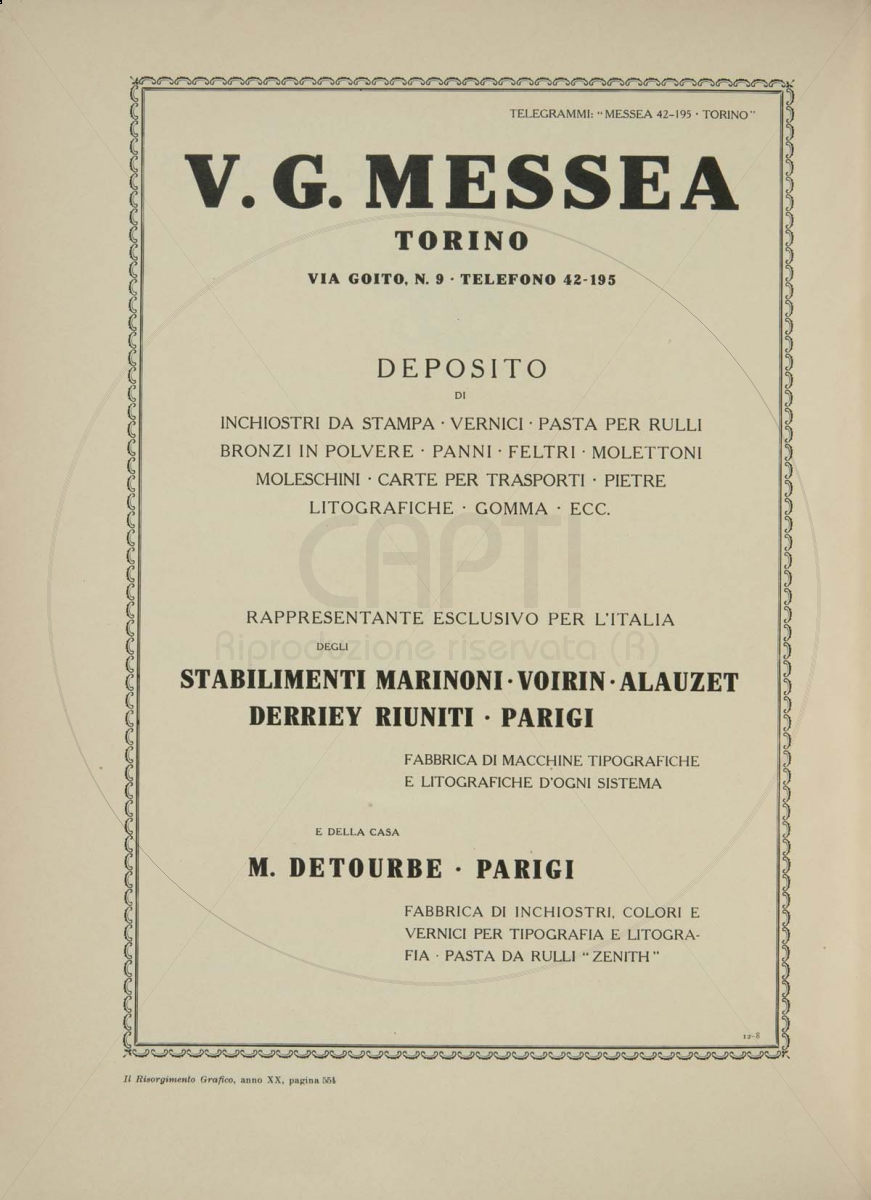 TELEGRAMMI: "MESSEA 42-195 · TORINO"
V. G. MESSEA
TORINO
VIA GOITO, N. 9 · TELEFONO 42-195
DEPOSITO
DI
INCHIOSTRI DA STAMPA · VERNICI · PASTA PER RULLI
BRONZI IN POLVERE · PANNI · FELTRI · MOLETTONI
MOLESCHINI · CARTE PER TRASPORTI · PIETRE
LITOGRAFICHE · GOMMA · ECC.
CAPTI
RAPPRESENTANTE ESCLUSIVO PER L'ITALIA
Riproduzione riservata (R)
DEGLI
STABILIMENTI MARINONI · VOIRIN · ALAUZET
DERRIEY RIUNITI · PARIGI
FABBRICA DI MACCHINE TIPOGRAFICHE
E LITOGRAFICHE D'OGNI SISTEMA
E DELLA CASA
M. DETOURBE · PARIGI
FABBRICA DI INCHIOSTRI, COLORI E
VERNICI PER TIPOGRAFIA E LITOGRA-
FIA · PASTA DA RULLI "ZENITH"
12-8
Il Risorgimento Grafico, anno XX, pagina 554